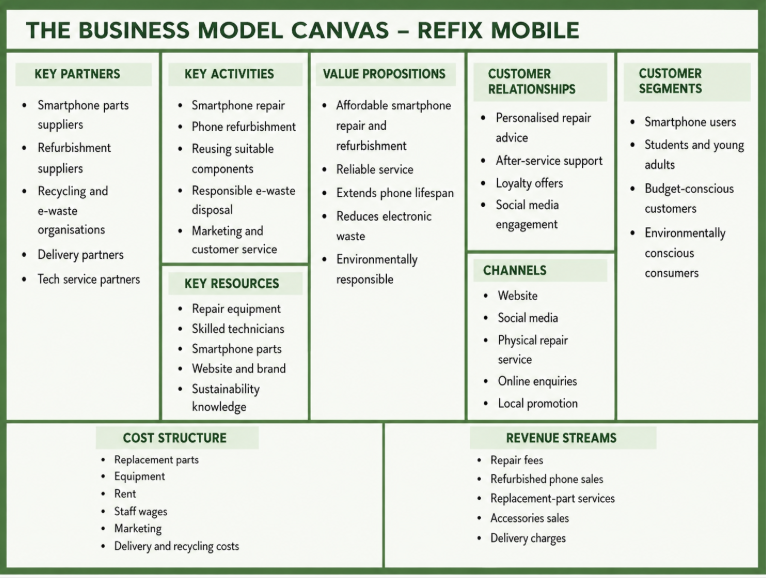 THE BUSINESS MODEL CANVAS – REFIX MOBILE
KEY PARTNERS
• Smartphone parts
suppliers
• Refurbishment
suppliers
• Recycling and
e-waste
organisations
• Delivery partners
• Tech service partners
KEY ACTIVITIES
• Smartphone repair
• Phone refurbishment
• Reusing suitable
components
• Responsible e-waste
disposal
• Marketing and
customer service
KEY RESOURCES
• Repair equipment
• Skilled technicians
• Smartphone parts
• Website and brand
• Sustainability
knowledge
VALUE PROPOSITIONS
• Affordable smartphone
repair and
refurbishment
• Reliable service
• Extends phone lifespan
• Reduces electronic
waste
• Environmentally
responsible
CUSTOMER
RELATIONSHIPS
• Personalised repair
advice
• After-service support
• Loyalty offers
• Social media
engagement
CHANNELS
• Website
• Social media
• Physical repair
service
• Online enquiries
• Local promotion
CUSTOMER
SEGMENTS
• Smartphone users
• Students and young
adults
• Budget-conscious
customers
• Environmentally
conscious
consumers
COST STRUCTURE
• Replacement parts
• Equipment
• Rent
• Staff wages
• Marketing
• Delivery and recycling costs
REVENUE STREAMS
• Repair fees
• Refurbished phone sales
• Replacement-part services
• Accessories sales
• Delivery charges